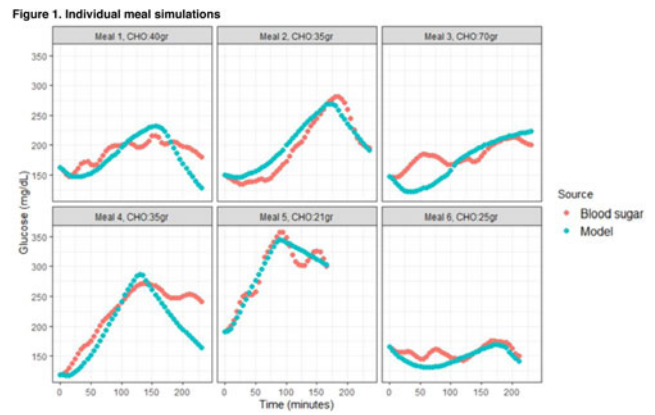 Figure 1. Individual meal simulations
Meal 1, CHO:40gr
Meal 2, CHO:35gr
Meal 3, CHO:70gr
350
300
250
200
150
Meal 4, CHO:35gr
Meal 5, CHO:21gr
Meal 6, CHO:25gr
350
300
250
200
150
Glucose (mg/dL)
0 50 100 150 200
0 50 100 150 200
0 50 100 150 200
Time (minutes)
Source
Blood sugar
Model